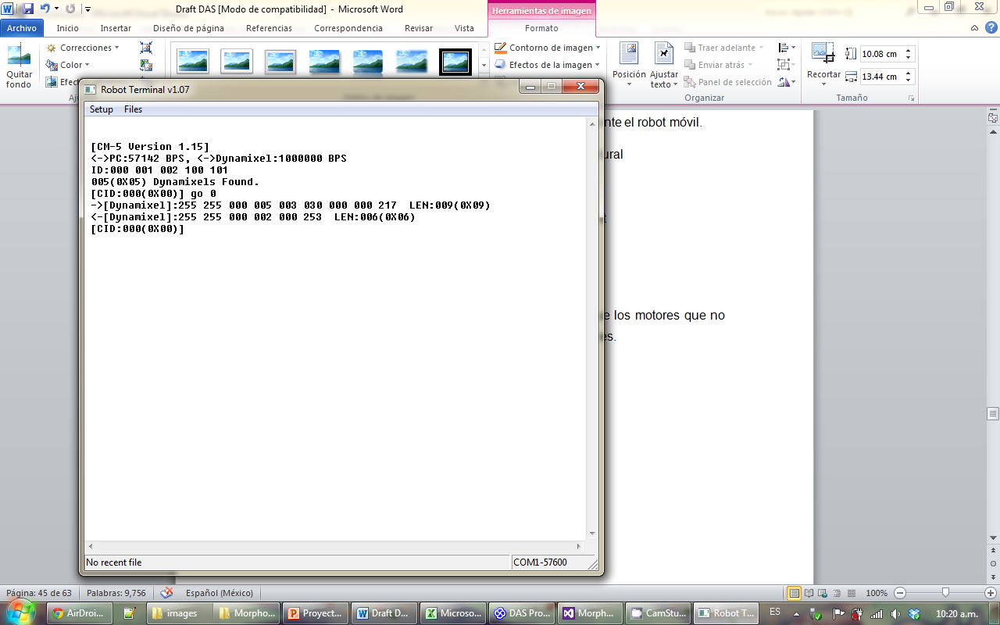 Draft DAS [Modo de compatibilidad] - Microsoft Word
Herramientas de imagen
Archivo Inicio Insertar Diseño de página Referencias Correspondencia Revisar Vista Formato
Quitar fondo
Correcciones
Color
Contorno de imagen
Efectos de la imagen
Posición
Ajustar texto
Traer adelante
Enviar atrás
Panel de selección
Organizar
Recortar
10.08 cm
13.44 cm
Tamaño
Robot Terminal v1.07
Setup Files
[CM-5 Version 1.15]
<->PC:57142 BPS, <->Dynamixel:1000000 BPS
ID:000 001 002 100 101
005(0X05) Dynamixels Found.
[CID:000(0X00)] go 0
->[Dynamixel]:255 255 000 005 003 030 000 000 217 LEN:009(0X09)
<-[Dynamixel]:255 255 000 002 000 253 LEN:006(0X06)
[CID:000(0X00)]
No recent file
COM1-57600
el robot móvil.
los motores que no
Página: 45 de 63 Palabras: 9,756 Español (México) 100%
AirDroi... images Morpho... Proyect... Draft D... Microso... DAS Pro... Morph... CamStu... Robot T... ES 10:20 a.m.